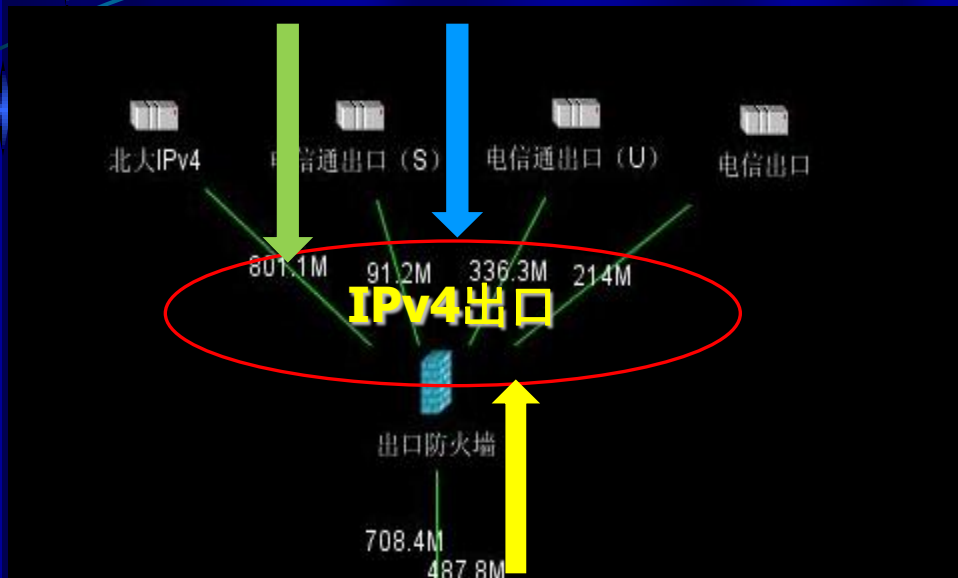 北大IPv4
电信通出口（S）
电信通出口（U）
电信出口
801.1M
91.2M
336.3M
214M
IPv4出口
出口防火墙
708.4M
487.8M